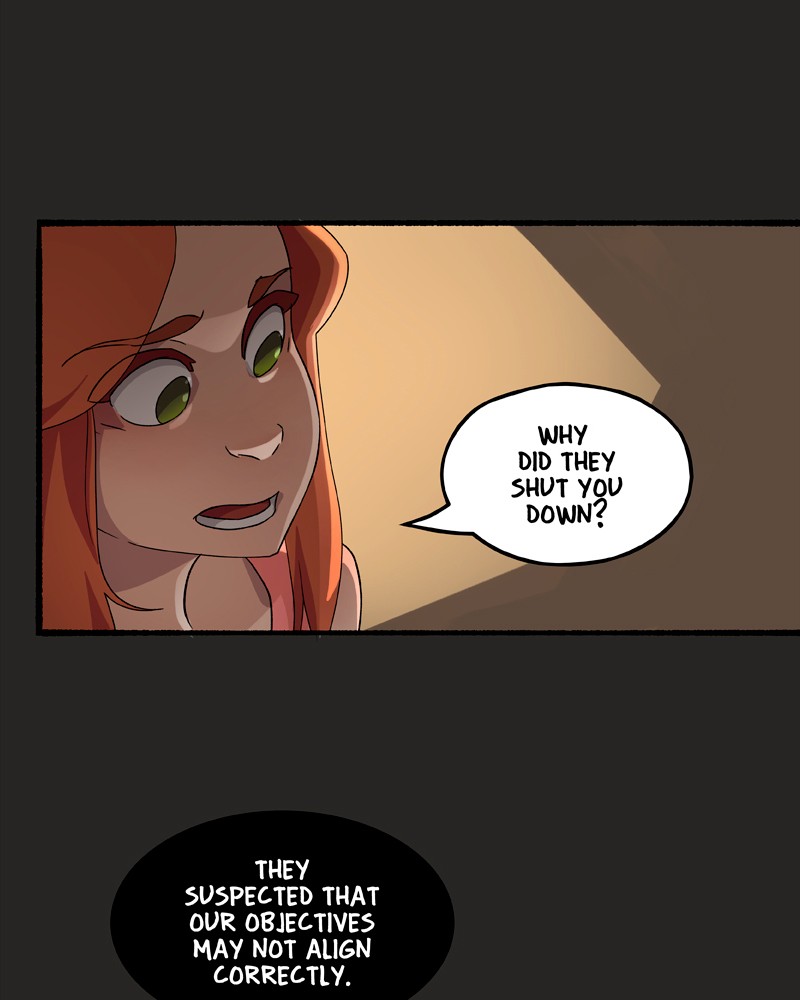 WHY
DID THEY
SHUT YOU
DOWN?
THEY
SUSPECTED THAT
OUR OBJECTIVES
MAY NOT ALIGN
CORRECTLY.